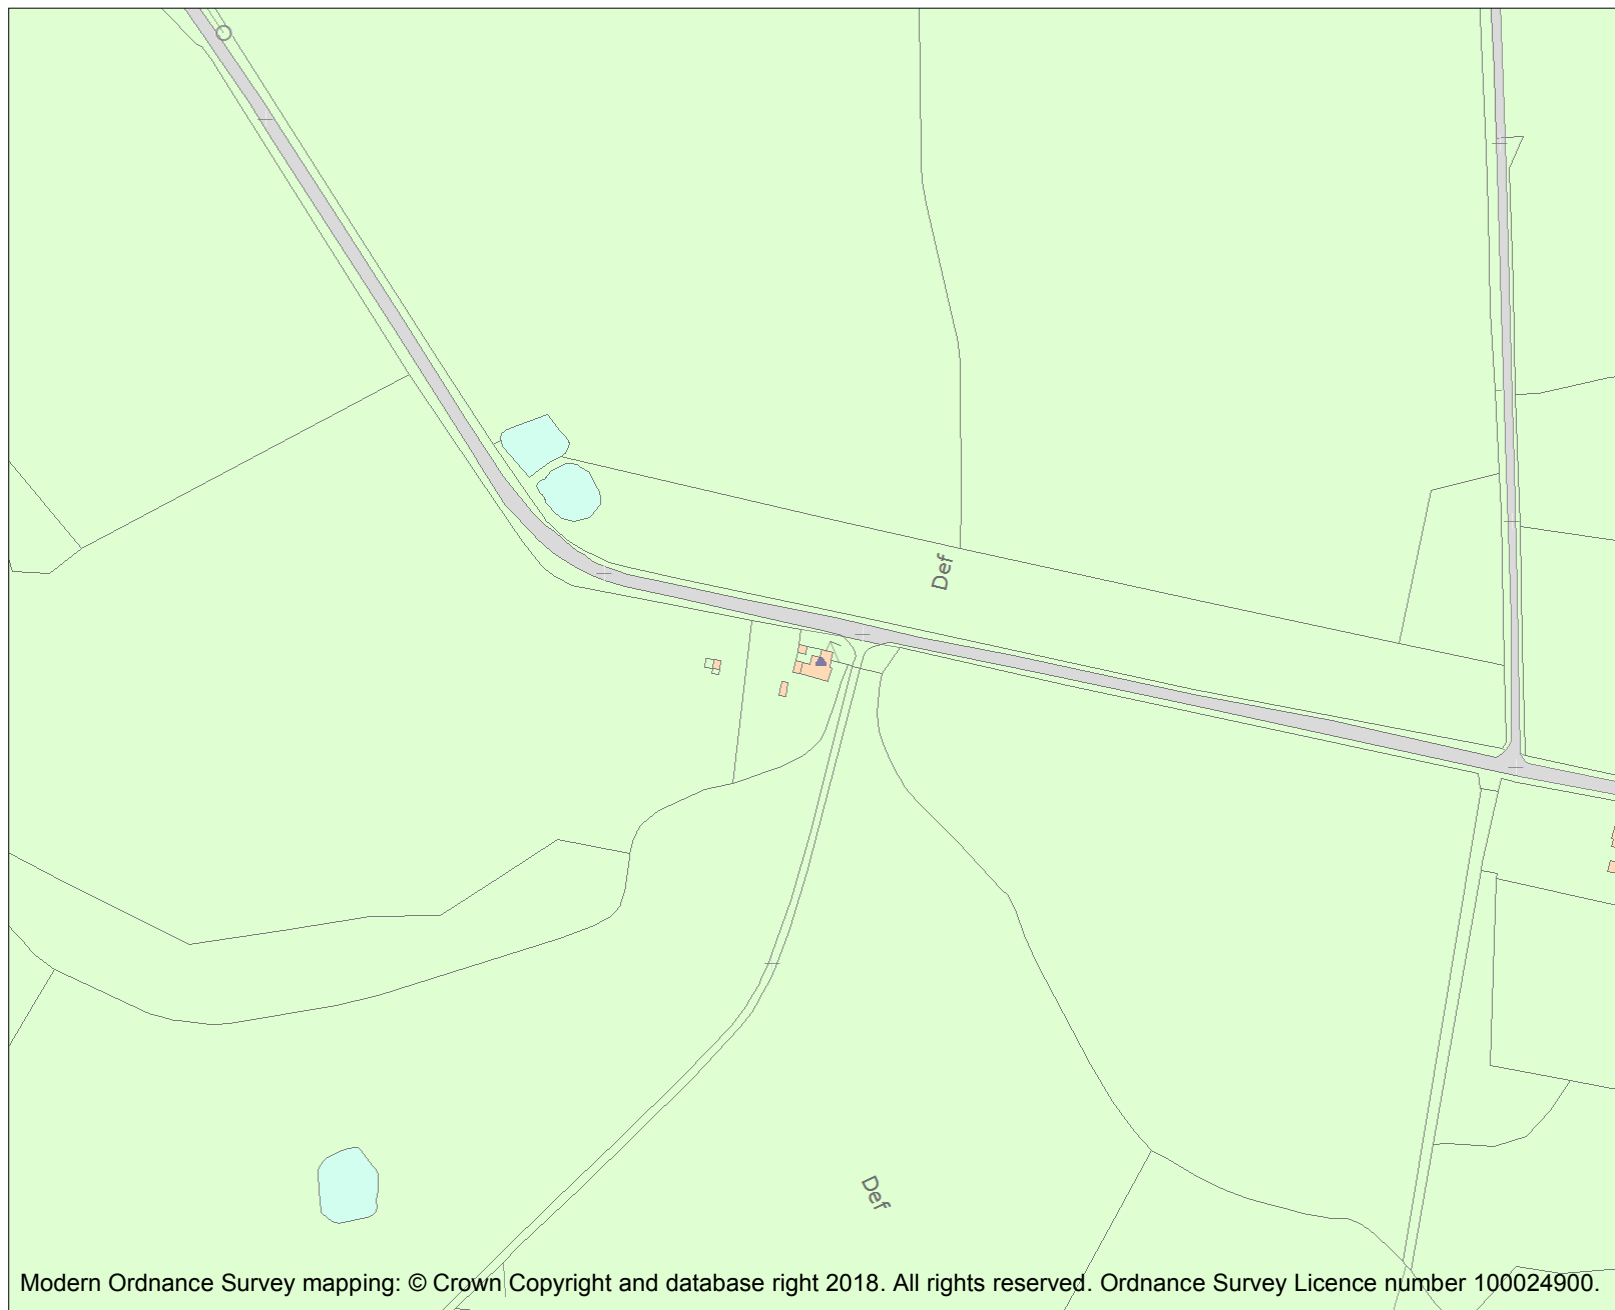 Def
Def
Modern Ordnance Survey mapping: © Crown Copyright and database right 2018. All rights reserved. Ordnance Survey Licence number 100024900.